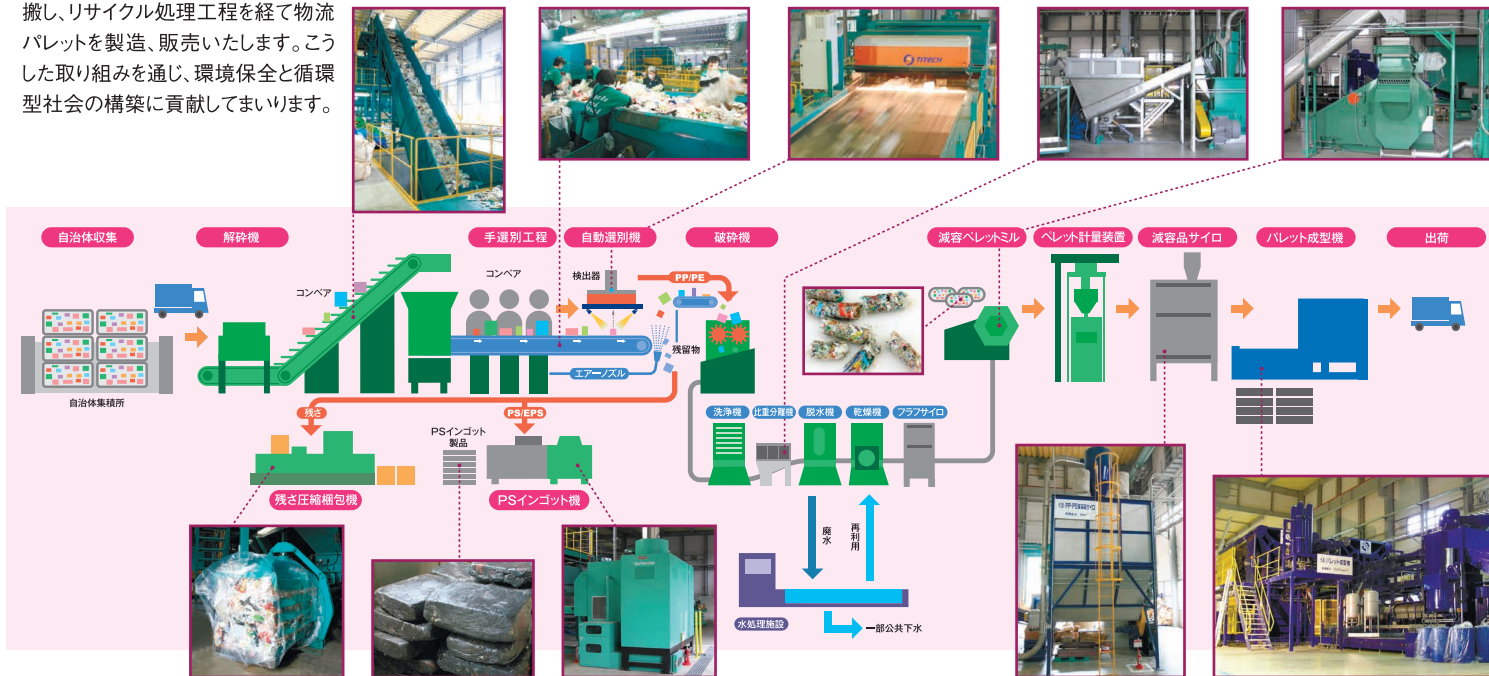 搬し、リサイクル処理工程を経て物流
パレットを製造、販売いたします。こう
した取り組みを通じ、環境保全と循環
型社会の構築に貢献してまいります。
TITECH
自治体収集
解砕機
手選別工程
自動選別機
破砕機
減容ペレットミル
ペレット計量装置
減容品サイロ
パレット成型機
出荷
コンベア
コンベア
検出器
PP/PE
残留物
エアーノズル
自治体集積所
残さ
PS/EPS
PSインゴット
製品
残さ圧縮梱包機
PSインゴット機
洗浄機
比重分離機
脱水機
乾燥機
フラフサイロ
廃水
再利用
水処理施設
一部公共下水